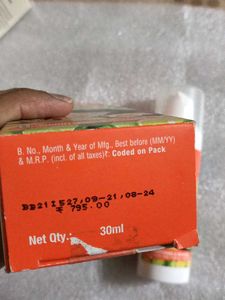 B. No., Month & Year of Mfg., Best before (MM/YY)
& M.R.P. (incl. of all taxes)₹: Coded on Pack
BB21I527,09-21,08-24
₹ 795.00
Net Qty.: 30ml